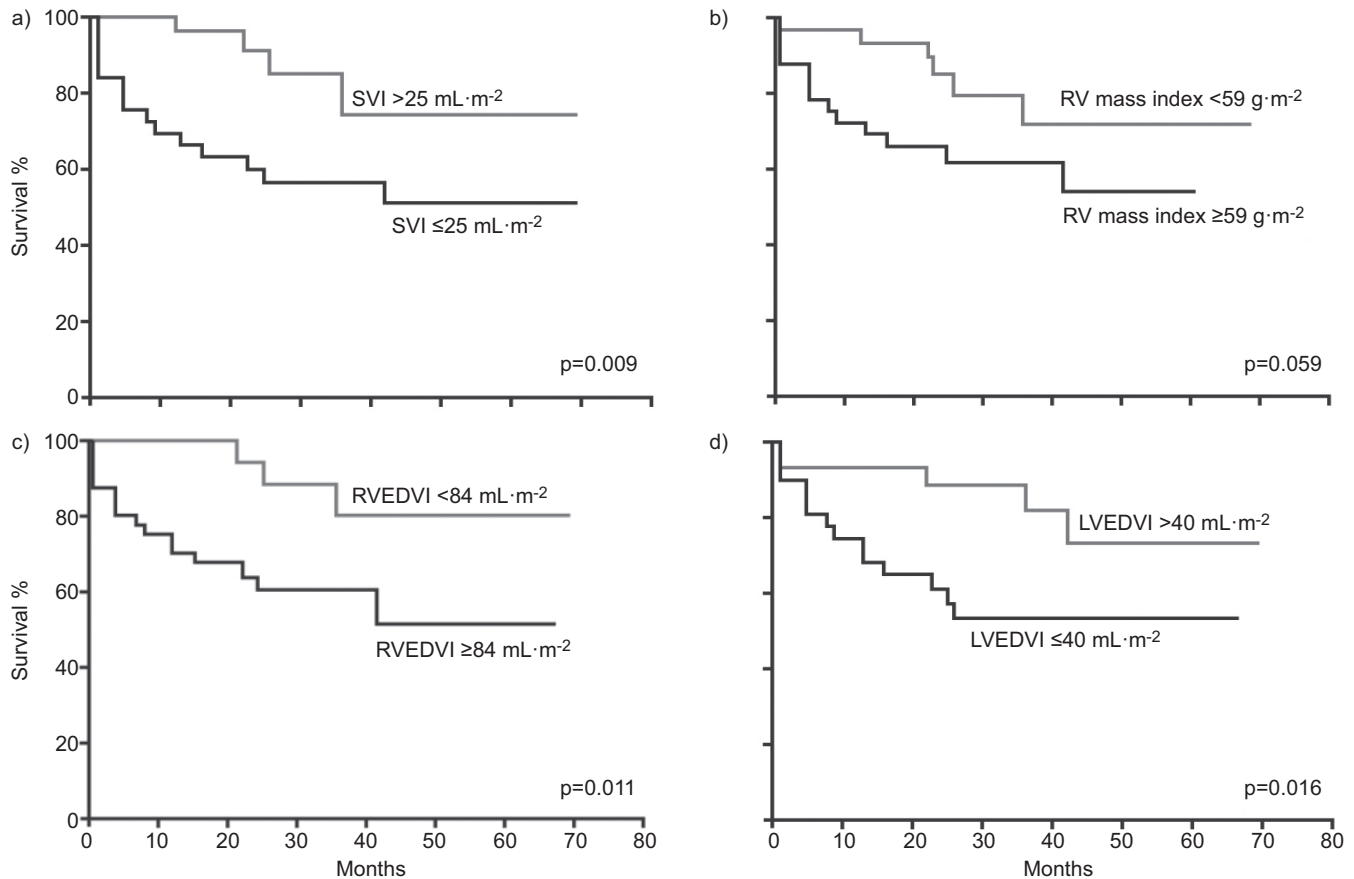 a)
100
80
60
40
20
0
Survival %
SVI >25 mL·m-2
SVI ≤25 mL·m-2
p=0.009
b)
RV mass index <59 g·m-2
RV mass index ≥59 g·m-2
p=0.059
c)
100
80
60
40
20
0
Survival %
RVEDVI <84 mL·m-2
RVEDVI ≥84 mL·m-2
p=0.011
0 10 20 30 40 50 60 70 80
Months
d)
LVEDVI >40 mL·m-2
LVEDVI ≤40 mL·m-2
p=0.016
0 10 20 30 40 50 60 70 80
Months